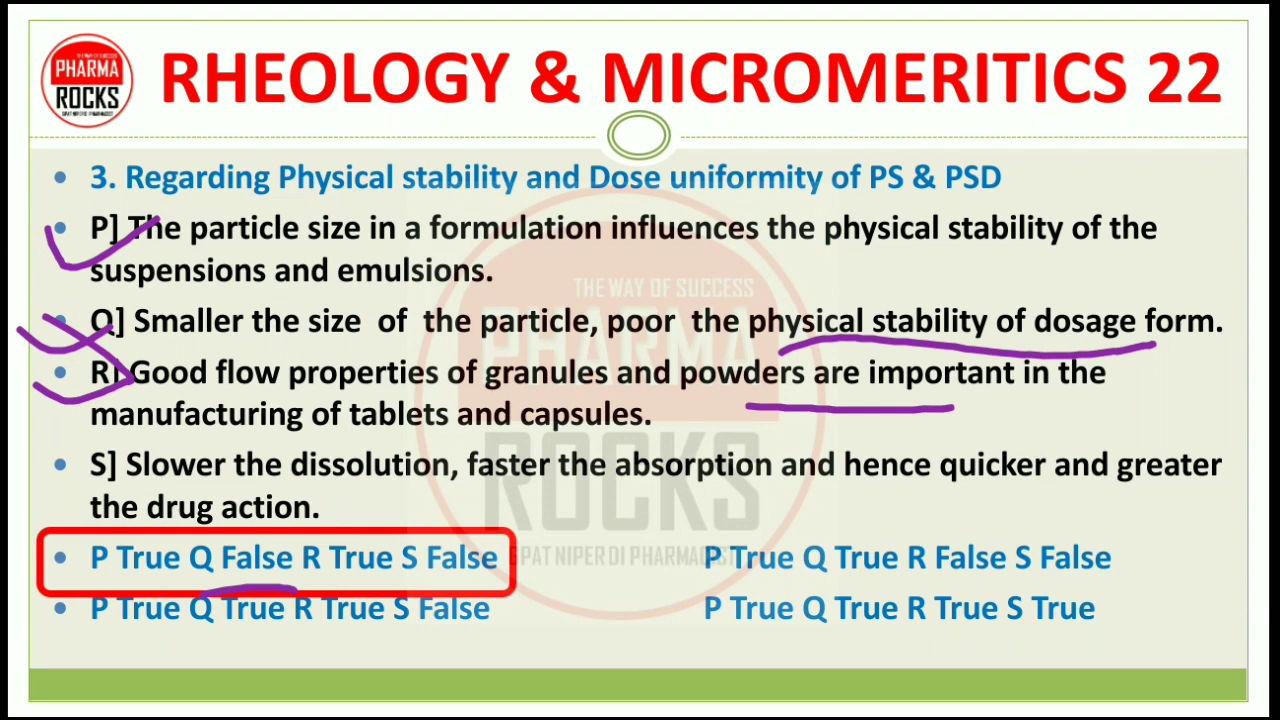 THE WAY OF SUCCESS
PHARMA
ROCKS
RHEOLOGY & MICROMERITICS 22
• 3. Regarding Physical stability and Dose uniformity of PS & PSD
• P] The particle size in a formulation influences the physical stability of the
suspensions and emulsions.
• Q] Smaller the size of the particle, poor the physical stability of dosage form.
• R] Good flow properties of granules and powders are important in the
manufacturing of tablets and capsules.
• S] Slower the dissolution, faster the absorption and hence quicker and greater
the drug action.
• P True Q False R True S False P True Q True R False S False
• P True Q True R True S False P True Q True R True S True
THE WAY OF SUCCESS
PHARMA
ROCKS
GPAT NIPER DI PHARMACIST